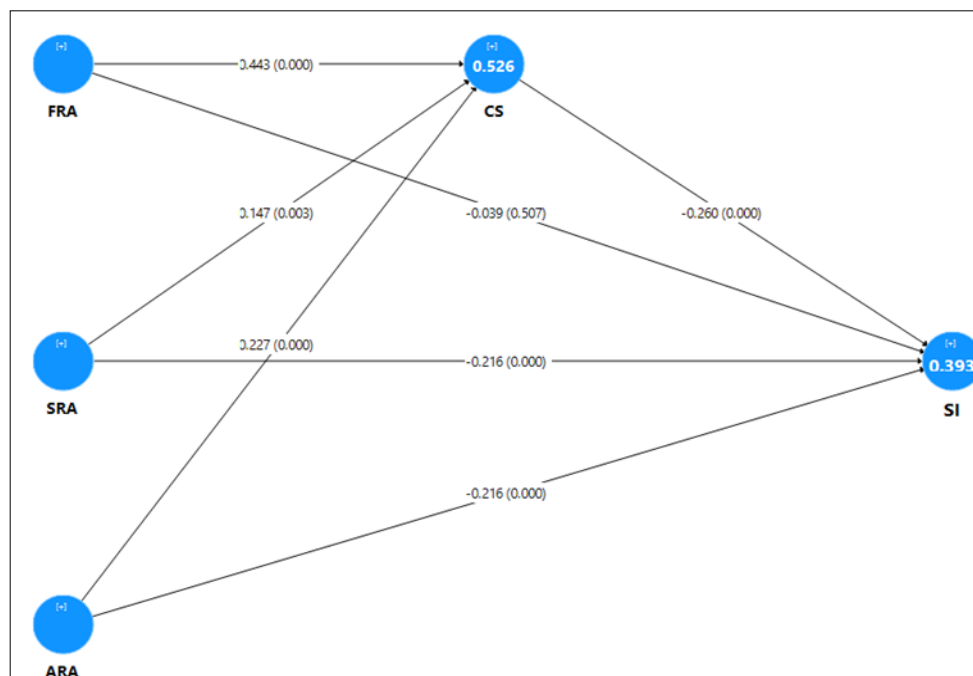 [+]
0.443 (0.000)
[+]
0.526
FRA
CS
0.147 (0.003)
-0.039 (0.507)
-0.260 (0.000)
[+]
0.227 (0.000)
-0.216 (0.000)
[+]
0.393
SRA
SI
-0.216 (0.000)
[+]
ARA